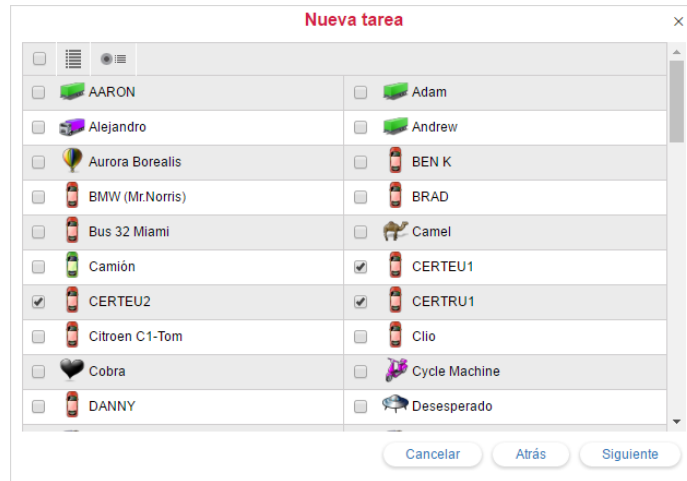 Nueva tarea
AARON
Adam
Alejandro
Andrew
Aurora Borealis
BEN K
BMW (Mr.Norris)
BRAD
Bus 32 Miami
Camel
Camión
CERTEU1
CERTEU2
CERTRU1
Citroen C1-Tom
Clio
Cobra
Cycle Machine
DANNY
Desesperado
Cancelar
Atrás
Siguiente